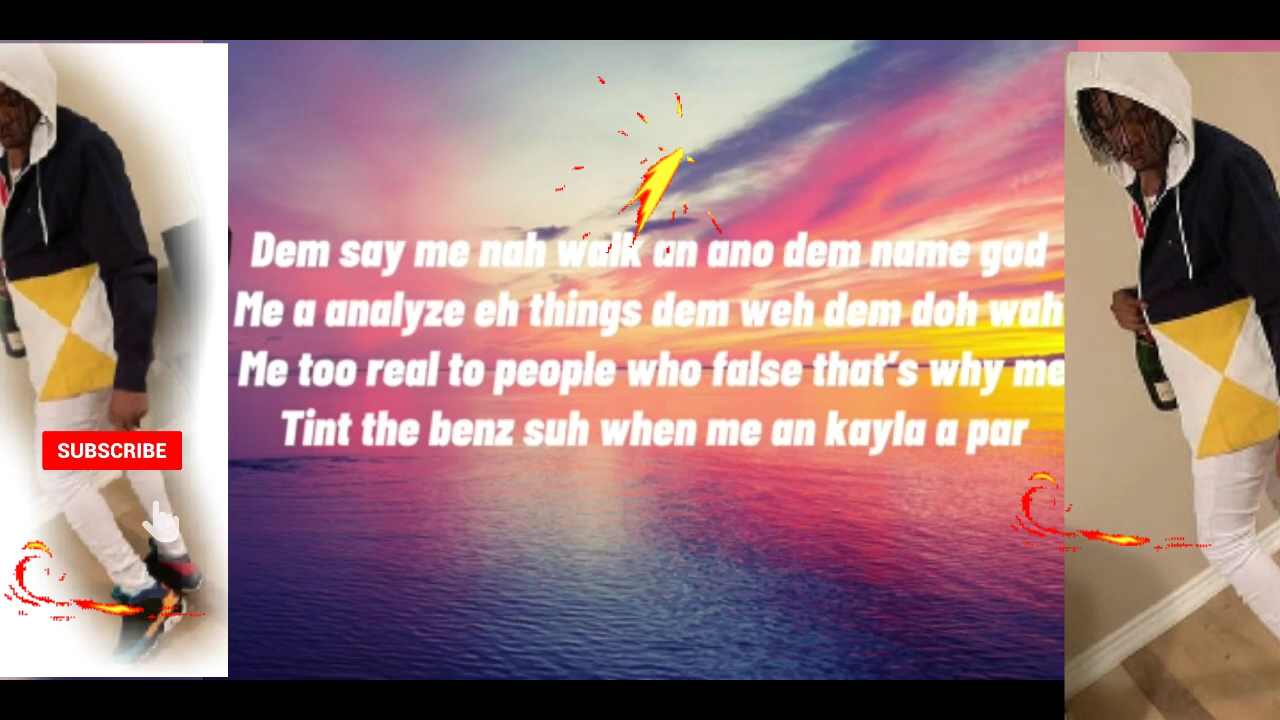 Dem say me nah walk an ano dem name god
Me a analyze eh things dem weh dem doh wah
Me too real to people who false that's why me
Tint the benz suh when me an kayla a par
SUBSCRIBE